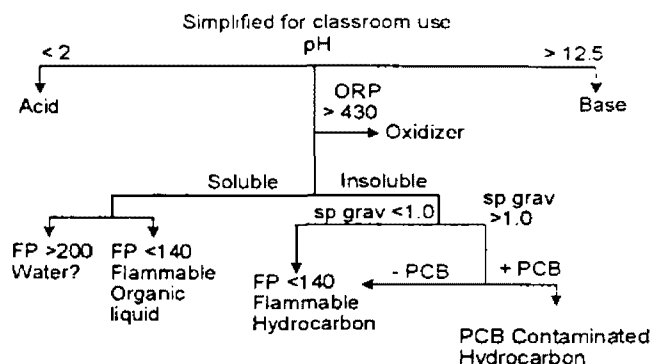 Simplified for classroom use
pH
< 2
> 12.5
Acid
Base
ORP
> 430
Oxidizer
Soluble
Insoluble
sp grav <1.0
sp grav
>1.0
FP >200
Water?
FP <140
Flammable
Organic
liquid
FP <140
Flammable
Hydrocarbon
- PCB
+ PCB
PCB Contaminated
Hydrocarbon